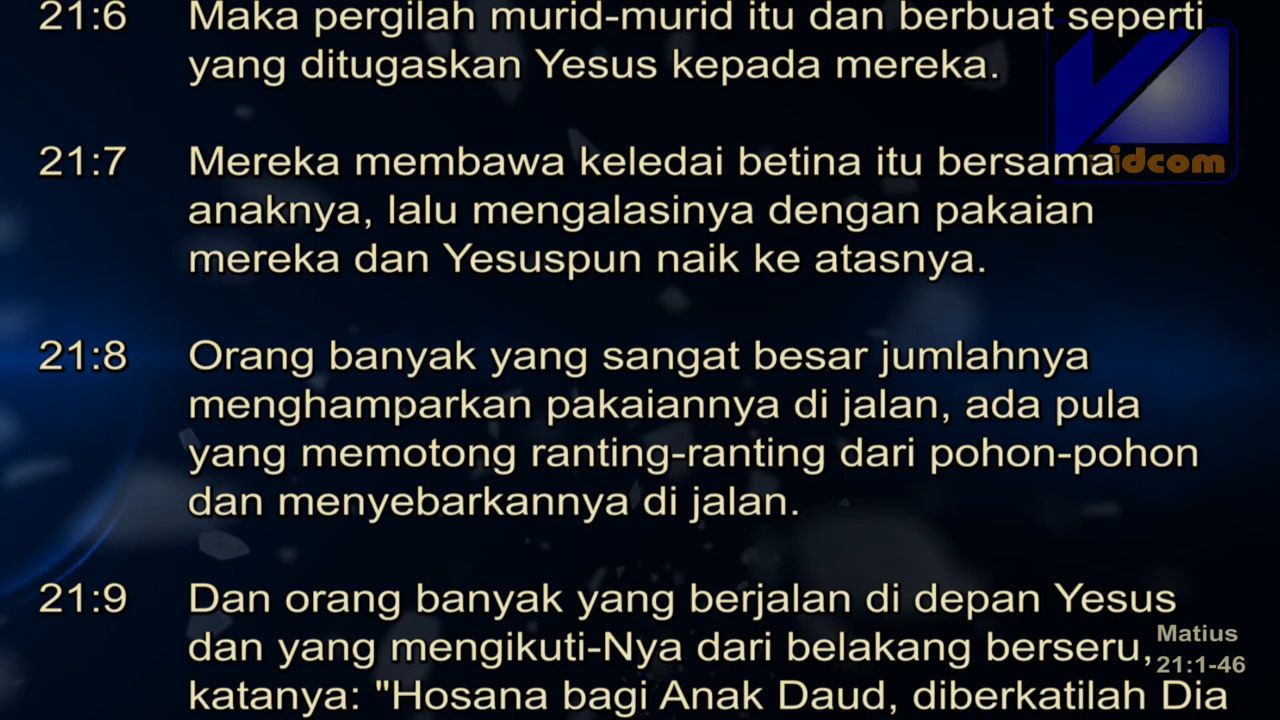 21:6 Maka pergilah murid-murid itu dan berbuat seperti
yang ditugaskan Yesus kepada mereka.
21:7 Mereka membawa keledai betina itu bersama
anaknya, lalu mengalasinya dengan pakaian
mereka dan Yesuspun naik ke atasnya.
21:8 Orang banyak yang sangat besar jumlahnya
menghamparkan pakaiannya di jalan, ada pula
yang memotong ranting-ranting dari pohon-pohon
dan menyebarkannya di jalan.
21:9 Dan orang banyak yang berjalan di depan Yesus
dan yang mengikuti-Nya dari belakang berseru,
katanya: "Hosana bagi Anak Daud, diberkatilah Dia
Matius
21:1-46